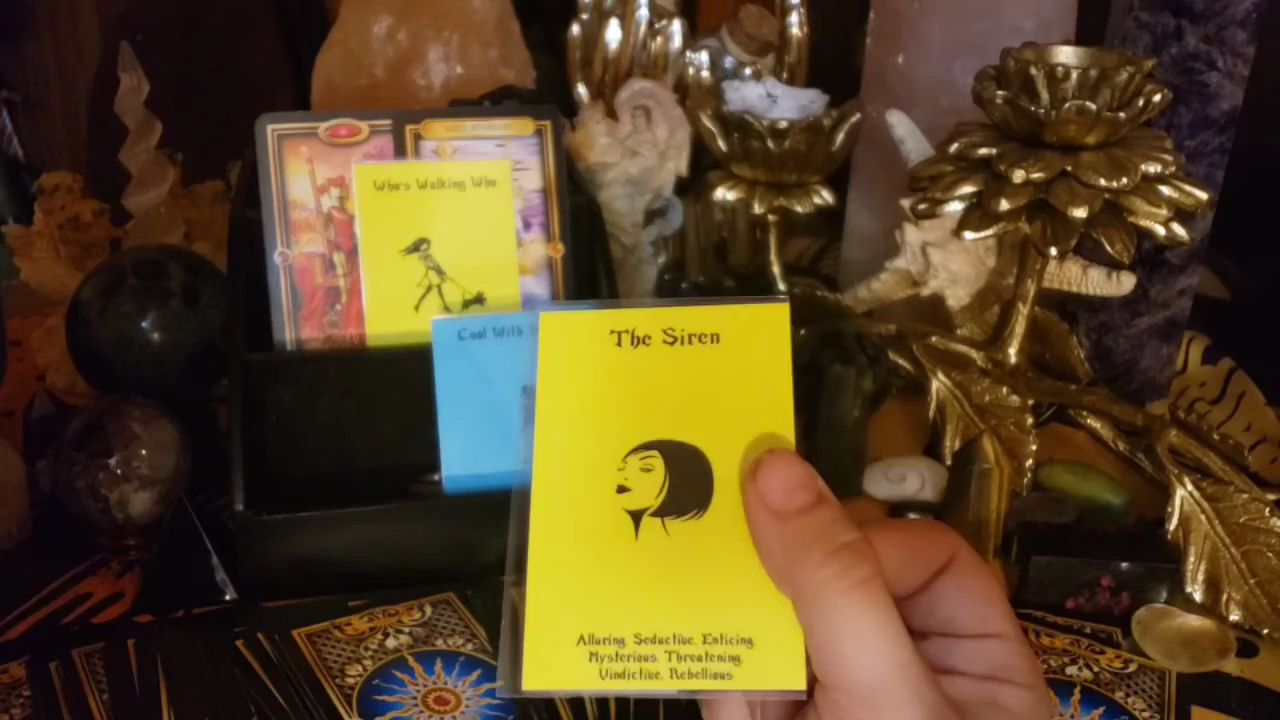 Who's Walking Who
Cool With
The Siren
Alluring, Seductive, Enticing,
Mysterious, Threatening,
Vindictive, Rebellious